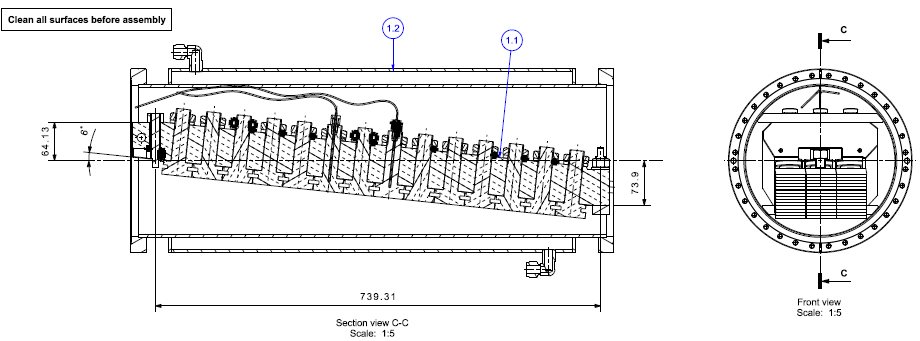 Clean all surfaces before assembly
1.2
1.1
C
64.13
6°
73.9
C
739.31
Section view C-C
Scale: 1:5
Front view
Scale: 1:5